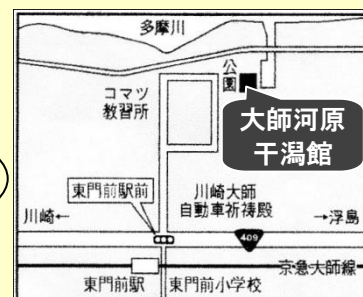 多摩川
公園
コマツ
教習所
大師河原
干潟館
東門前駅前
川崎大師
自動車祈祷殿
川崎←
→浮島
409
京急大師線
東門前駅
東門前小学校